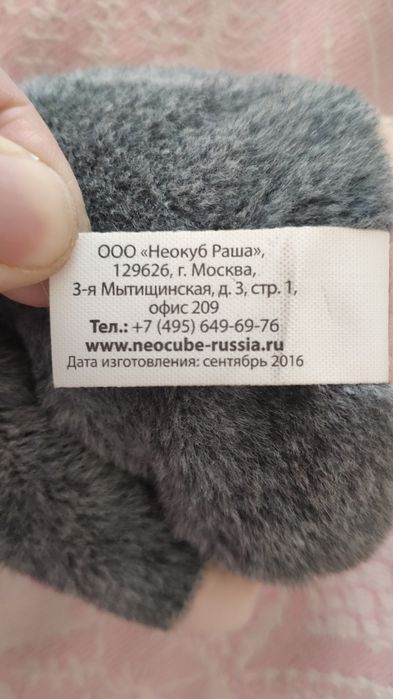 ООО «Неокуб Раша»,
129626, г. Москва,
3-я Мытищинская, д. 3, стр. 1,
офис 209
Тел.: +7 (495) 649-69-76
www.neocube-russia.ru
Дата изготовления: сентябрь 2016